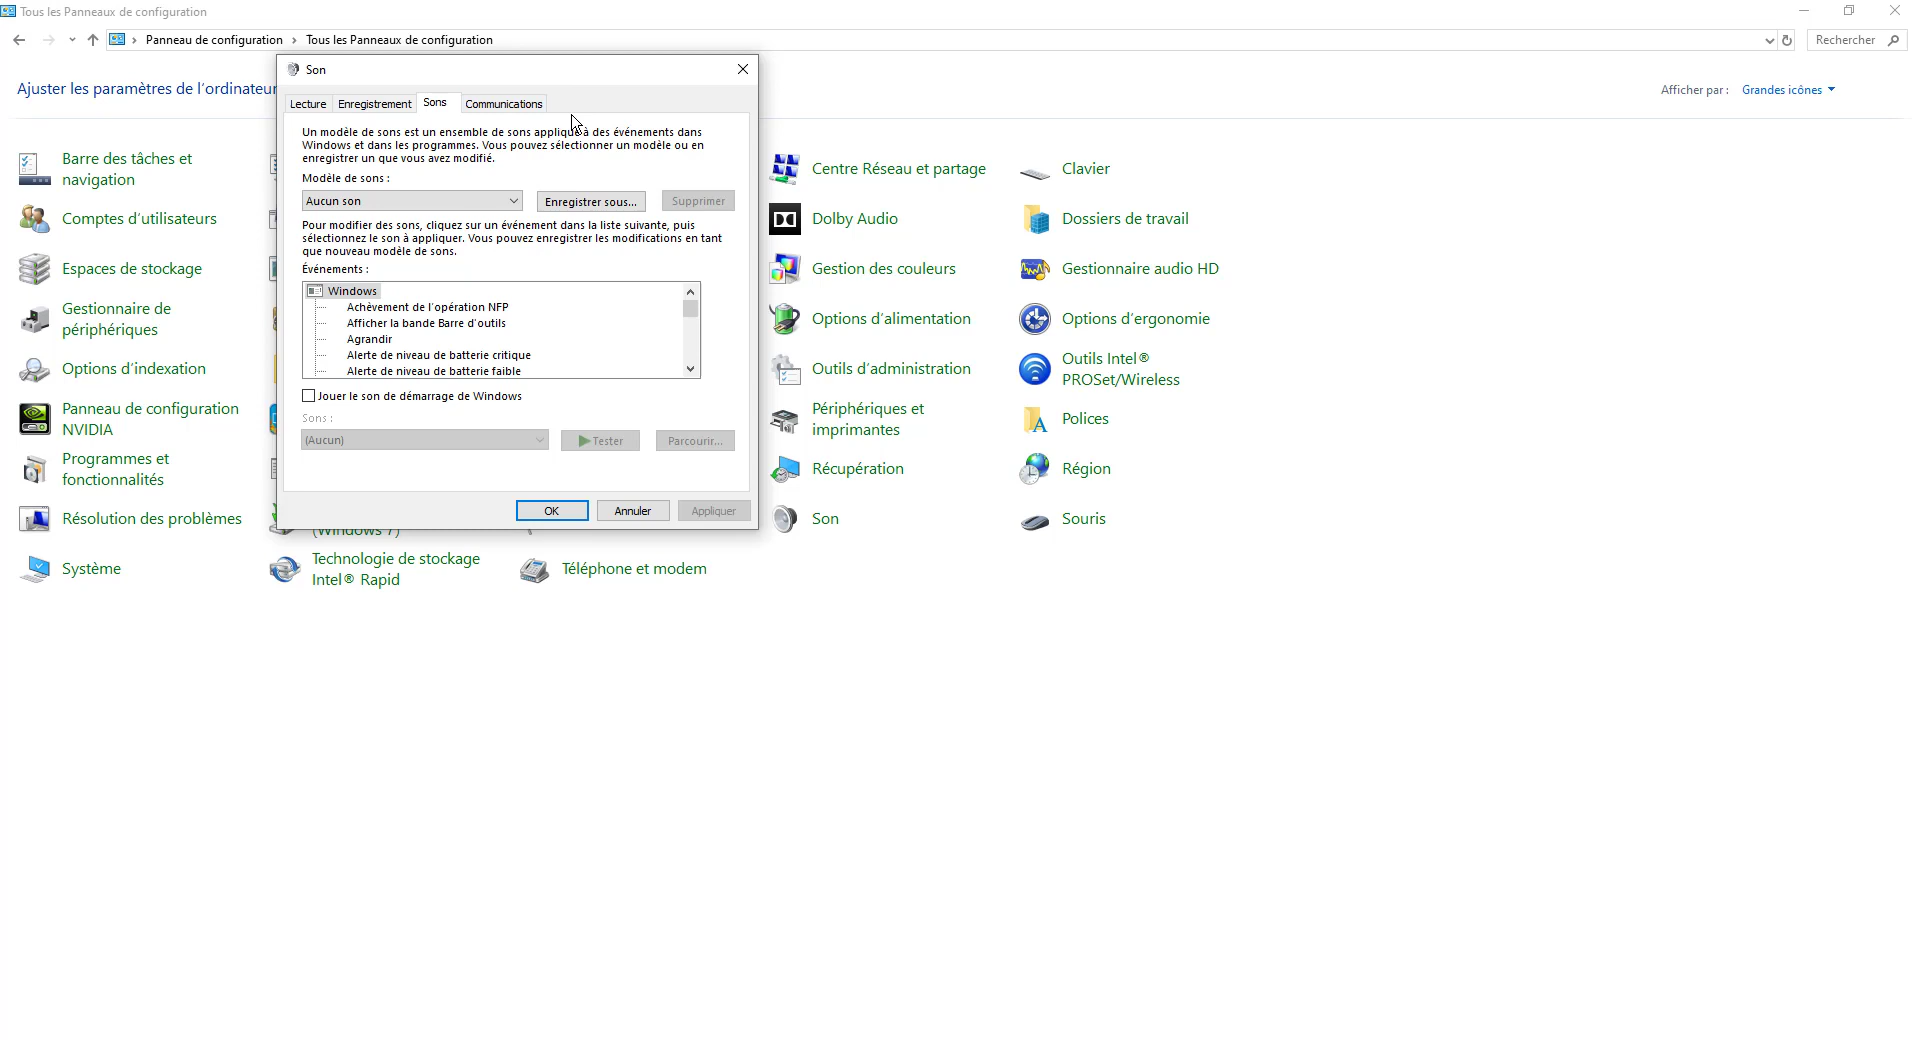 Tous les Panneaux de configuration
Panneau de configuration > Tous les Panneaux de configuration
Rechercher
Ajuster les paramètres de l'ordinateur
Afficher par : Grandes icônes
Son
Lecture Enregistrement Sons Communications
Un modèle de sons est un ensemble de sons appliqué à des événements dans
Windows et dans les programmes. Vous pouvez sélectionner un modèle ou en
enregistrer un que vous avez modifié.
Modèle de sons :
Aucun son
Enregistrer sous...
Supprimer
Pour modifier des sons, cliquez sur un événement dans la liste suivante, puis
sélectionnez le son à appliquer. Vous pouvez enregistrer les modifications en tant
que nouveau modèle de sons.
Événements :
Windows
Achèvement de l'opération NFP
Afficher la bande Barre d'outils
Agrandir
Alerte de niveau de batterie critique
Alerte de niveau de batterie faible
Jouer le son de démarrage de Windows
Sons :
(Aucun)
Tester
Parcourir...
OK
Annuler
Appliquer
Barre des tâches et
navigation
Centre Réseau et partage
Clavier
Comptes d'utilisateurs
Dolby Audio
Dossiers de travail
Espaces de stockage
Gestion des couleurs
Gestionnaire audio HD
Gestionnaire de
périphériques
Options d'alimentation
Options d'ergonomie
Options d'indexation
Outils d'administration
Outils Intel®
PROSet/Wireless
Panneau de configuration
NVIDIA
Périphériques et
imprimantes
Polices
Programmes et
fonctionnalités
Récupération
Région
Résolution des problèmes
(Windows 7)
Son
Souris
Système
Technologie de stockage
Intel® Rapid
Téléphone et modem